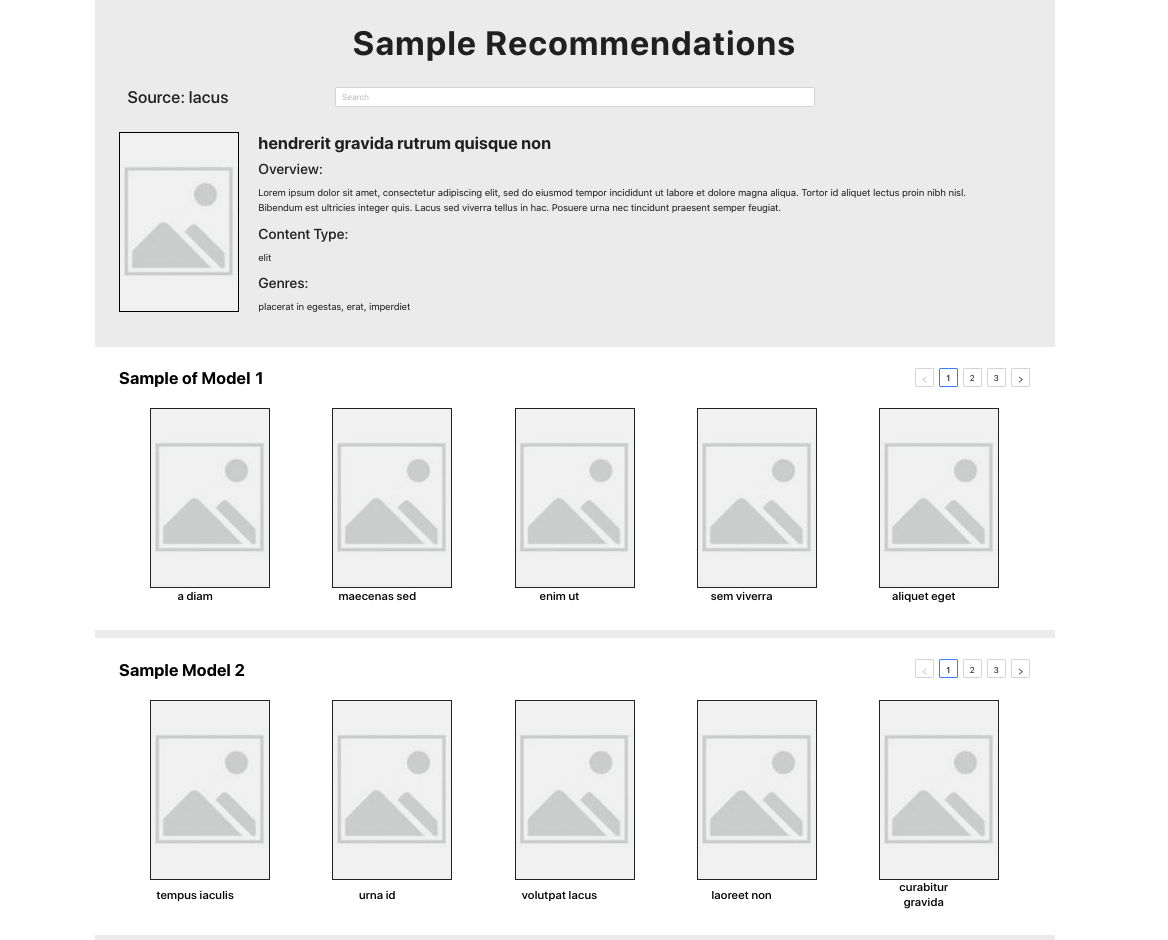 Sample Recommendations
Source: lacus
Search
hendrerit gravida rutrum quisque non
Overview:
Lorem ipsum dolor sit amet, consectetur adipiscing elit, sed do eiusmod tempor incididunt ut labore et dolore magna aliqua. Tortor id aliquet lectus proin nibh nisl.
Bibendum est ultricies integer quis. Lacus sed viverra tellus in hac. Posuere urna nec tincidunt praesent semper feugiat.
Content Type:
elit
Genres:
placerat in egestas, erat, imperdiet
Sample of Model 1
< 1 2 3 >
a diam
maecenas sed
enim ut
sem viverra
aliquet eget
Sample Model 2
< 1 2 3 >
tempus iaculis
urna id
volutpat lacus
laoreet non
curabitur
gravida